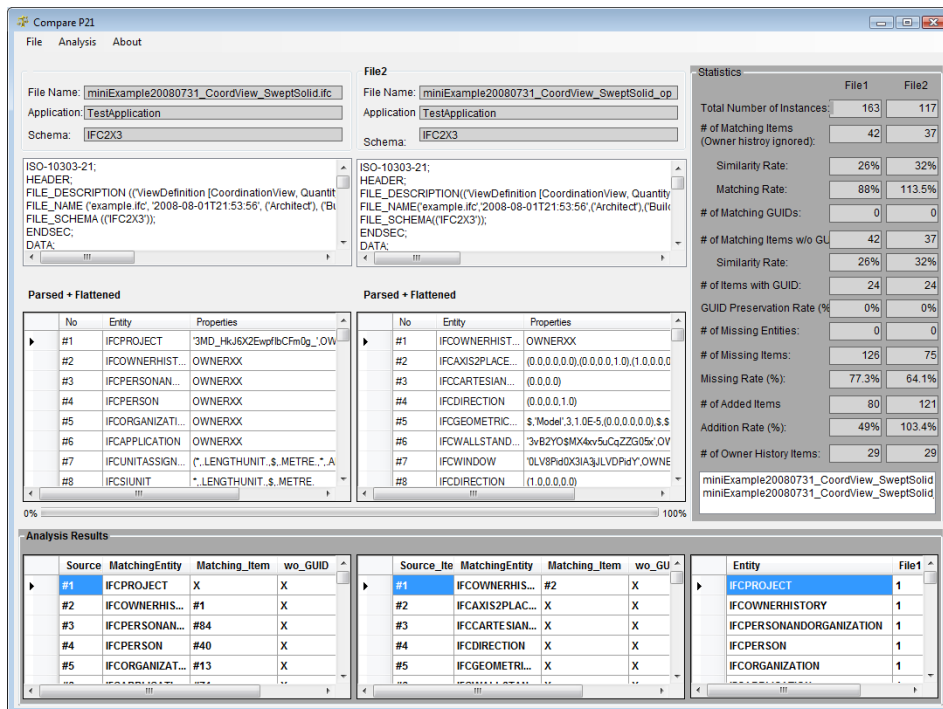 Compare P21
File Analysis About
File Name: miniExample20080731_CoordView_SweptSolid.ifc
Application: TestApplication
Schema: IFC2X3
File2
File Name: miniExample20080731_CoordView_SweptSolid_op
Application TestApplication
Schema: IFC2X3
ISO-10303-21;
HEADER;
FILE_DESCRIPTION (('ViewDefinition [CoordinationView, Quantit
FILE_NAME ('example.ifc', '2008-08-01T21:53:56', ('Architect'), ('Bu
FILE_SCHEMA (('IFC2X3'));
ENDSEC;
DATA;
ISO-10303-21;
HEADER;
FILE_DESCRIPTION(('ViewDefinition [CoordinationView, Quantity
FILE_NAME('example.ifc','2008-08-01T21:53:56',('Architect'),('Buil
FILE_SCHEMA(('IFC2X3'));
ENDSEC;
DATA;
Parsed + Flattened
No Entity Properties
#1 IFCPROJECT '3MD_HkJ6X2EwpfIbCFm0g_',OW
#2 IFCOWNERHIST... OWNERXX
#3 IFCPERSONAN... OWNERXX
#4 IFCPERSON OWNERXX
#5 IFCORGANIZATI... OWNERXX
#6 IFCAPPLICATION OWNERXX
#7 IFCUNITASSIGN... (*,.LENGTHUNIT.,$,.METRE.,*,.A
#8 IFCSIUNIT *,.LENGTHUNIT.,$,.METRE.
Parsed + Flattened
No Entity Properties
#1 IFCOWNERHIST... OWNERXX
#2 IFCAXIS2PLACE... (0.0,0.0,0.0),(0.0,0.0,1.0),(1.0,0.0,0
#3 IFCCARTESIAN... (0.0,0.0)
#4 IFCDIRECTION (0.0,0.0,1.0)
#5 IFCGEOMETRIC... $,'Model',3,1.0E-5,(0.0,0.0,0.0),$,$
#6 IFCWALLSTAND... '3vB2YO$MX4xv5uCqZZG05x',OW
#7 IFCWINDOW '0LV8Pid0X3IA3jJLVDPidY',OWNE
#8 IFCDIRECTION (1.0,0.0,0.0)
0% 100%
Statistics
File1 File2
Total Number of Instances: 163 117
# of Matching Items
(Owner histroy ignored): 42 37
Similarity Rate: 26% 32%
Matching Rate: 88% 113.5%
# of Matching GUIDs: 0 0
# of Matching Items w/o GU 42 37
Similarity Rate: 26% 32%
# of Items with GUID: 24 24
GUID Preservation Rate (% 0% 0%
# of Missing Entities: 0 0
# of Missing Items: 126 75
Missing Rate (%): 77.3% 64.1%
# of Added Items 80 121
Addition Rate (%): 49% 103.4%
# of Owner History Items: 29 29
miniExample20080731_CoordView_SweptSolid
miniExample20080731_CoordView_SweptSolid_
Analysis Results
Source MatchingEntity Matching_Item wo_GUID
#1 IFCPROJECT X X
#2 IFCOWNERHIS... #1 X
#3 IFCPERSONAN... #84 X
#4 IFCPERSON #40 X
#5 IFCORGANIZAT... #13 X
Source_Ite MatchingEntity Matching_Item wo_GU
#1 IFCOWNERHIS... #2 X
#2 IFCAXIS2PLAC... X X
#3 IFCCARTESIAN... X X
#4 IFCDIRECTION X X
#5 IFCGEOMETRI... X X
Entity File1
IFCPROJECT 1
IFCOWNERHISTORY 1
IFCPERSONANDORGANIZATION 1
IFCPERSON 1
IFCORGANIZATION 1